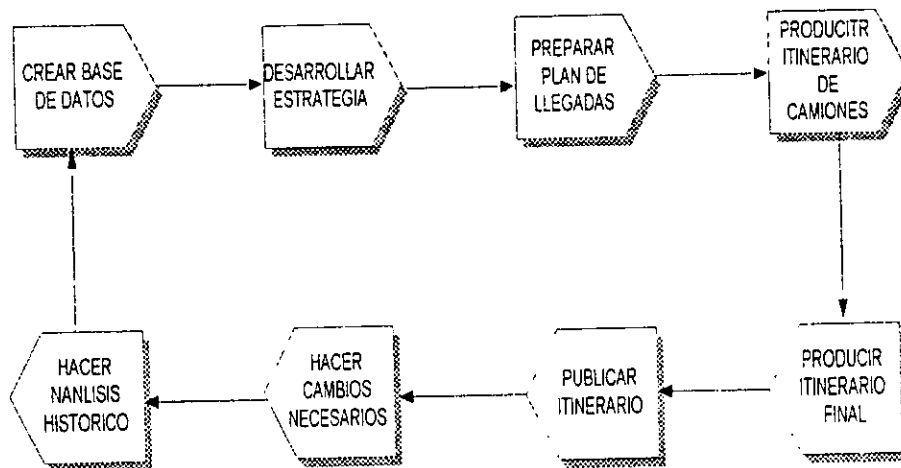 CREAR BASE
DE DATOS
DESARROLLAR
ESTRATEGIA
PREPARAR
PLAN DE
LLEGADAS
PRODUCITR
ITINERARIO
DE
CAMIONES
PRODUCIR
ITINERARIO
FINAL
PUBLICAR
ITINERARIO
HACER
CAMBIOS
NECESARIOS
HACER
NANLISIS
HISTORICO